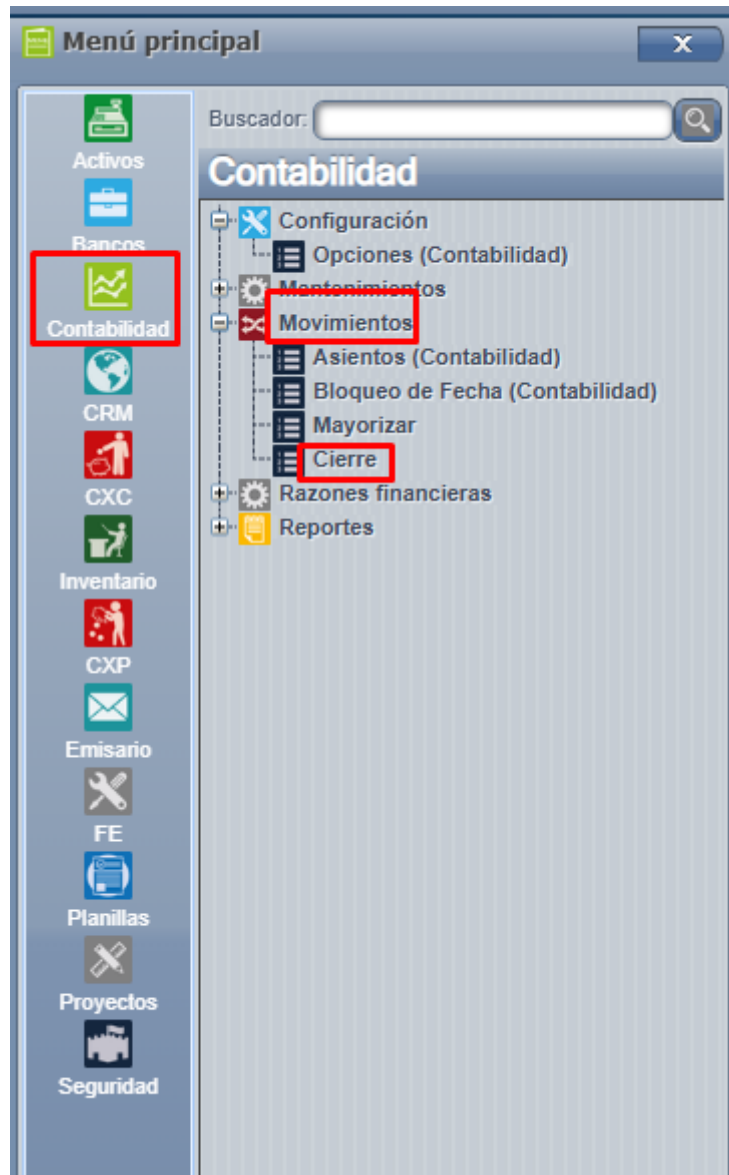 Menú principal
X
Activos
Bancos
Contabilidad
CRM
CXC
Inventario
CXP
Emisario
FE
Planillas
Proyectos
Seguridad
Buscador:
Contabilidad
Configuración
Opciones (Contabilidad)
Mantenimientos
Movimientos
Asientos (Contabilidad)
Bloqueo de Fecha (Contabilidad)
Mayorizar
Cierre
Razones financieras
Reportes